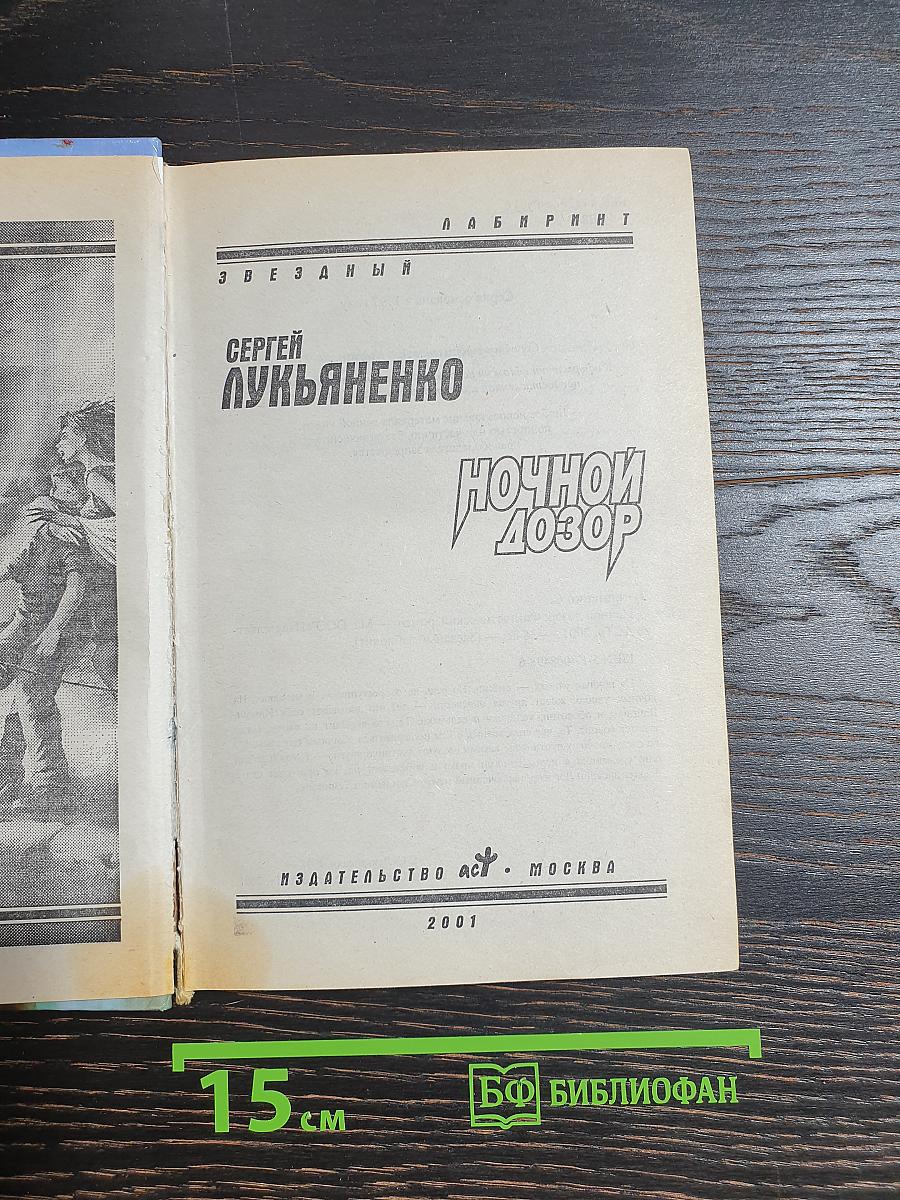 ЛАБИРИНТ
ЗВЕЗДНЫЙ
СЕРГЕЙ
ЛУКЬЯНЕНКО
НОЧНОЙ
ДОЗОР
ИЗДАТЕЛЬСТВО аст • МОСКВА
2001
15 см
БФ БИБЛИОФАН